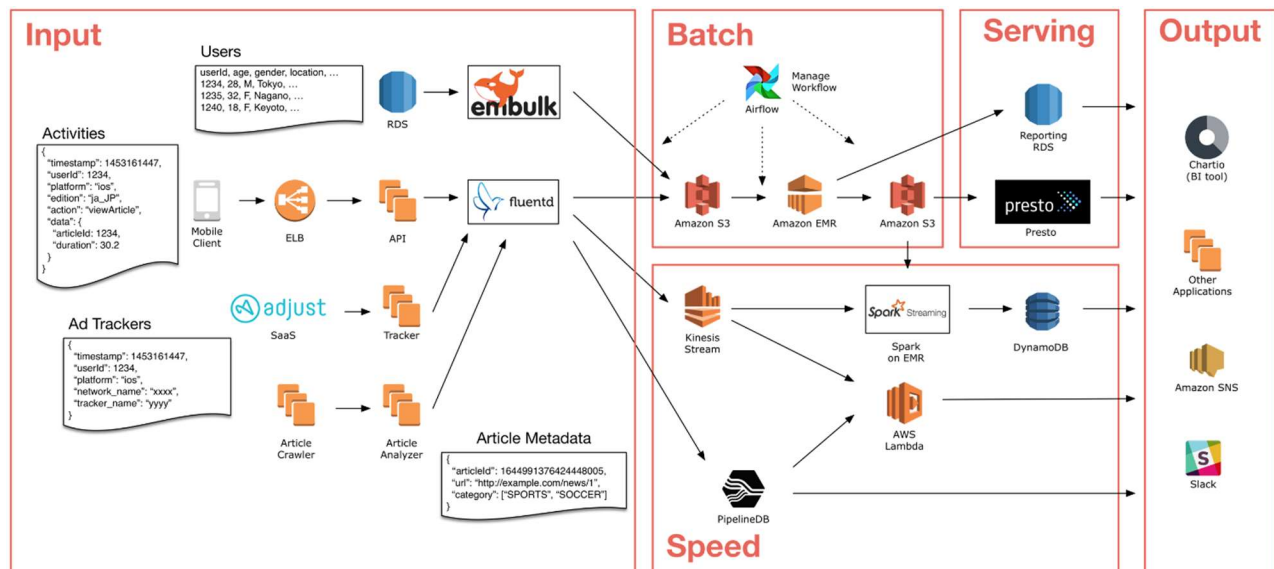 Input
Users
userId, age, gender, location, …
1234, 28, M, Tokyo, …
1235, 32, F, Nagano, …
1240, 18, F, Keyoto, …
RDS
embulk
Activities
{
"timestamp": 1453161447,
"userId": 1234,
"platform": "ios",
"edition": "ja_JP",
"action": "viewArticle",
"data": {
"articleId: 1234,
"duration": 30.2
}
}
Mobile
Client
ELB
API
fluentd
adjust
SaaS
Tracker
Ad Trackers
{
"timestamp": 1453161447,
"userId": 1234,
"platform": "ios",
"network_name": "xxxx",
"tracker_name": "yyyy"
}
Article
Crawler
Article
Analyzer
Article Metadata
{
"articleId": 1644991376424448005,
"url": "http://example.com/news/1",
"category": ["SPORTS", "SOCCER"]
}
Batch
Manage
Workflow
Airflow
Amazon S3
Amazon EMR
Amazon S3
Serving
Reporting
RDS
presto
Presto
Kinesis
Stream
Spark Streaming
Spark
on EMR
DynamoDB
AWS
Lambda
PipelineDB
Speed
Output
Chartio
(BI tool)
Other
Applications
Amazon SNS
S
Slack